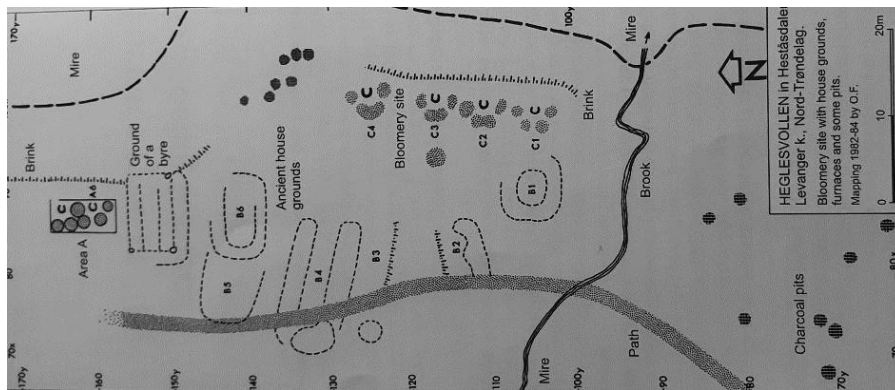 HEGLESVOLLEN in Heståsdalen
Levanger k., Nord-Trøndelag.
Bloomery site with house grounds,
furnaces and some pits.
Mapping 1982-84 by O.F.
0
10
20m
N
170y
100y
Mire
Mire
Brink
Brink
Ground
of a
byre
Ancient house
grounds
Bloomery site
C4
C3
C2
C1
C
C
C
C
C
C
A6
Area A
B1
B2
B3
B4
B5
B6
Brook
Path
Mire
Charcoal pits
80
70x
-170y
-160
-150y
-140
-130
-120
-110
-100y
-90
-80
70y